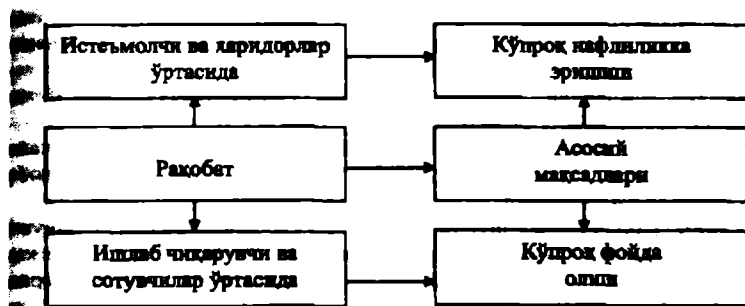 Истеъмолчи ва харидорлар
ўртасида
Кўпроқ нафлиликка
эришиш
Рақобат
Асосий
мақсадлари
Ишлаб чиқарувчи ва
сотувчилар ўртасида
Кўпроқ фойда
олиш